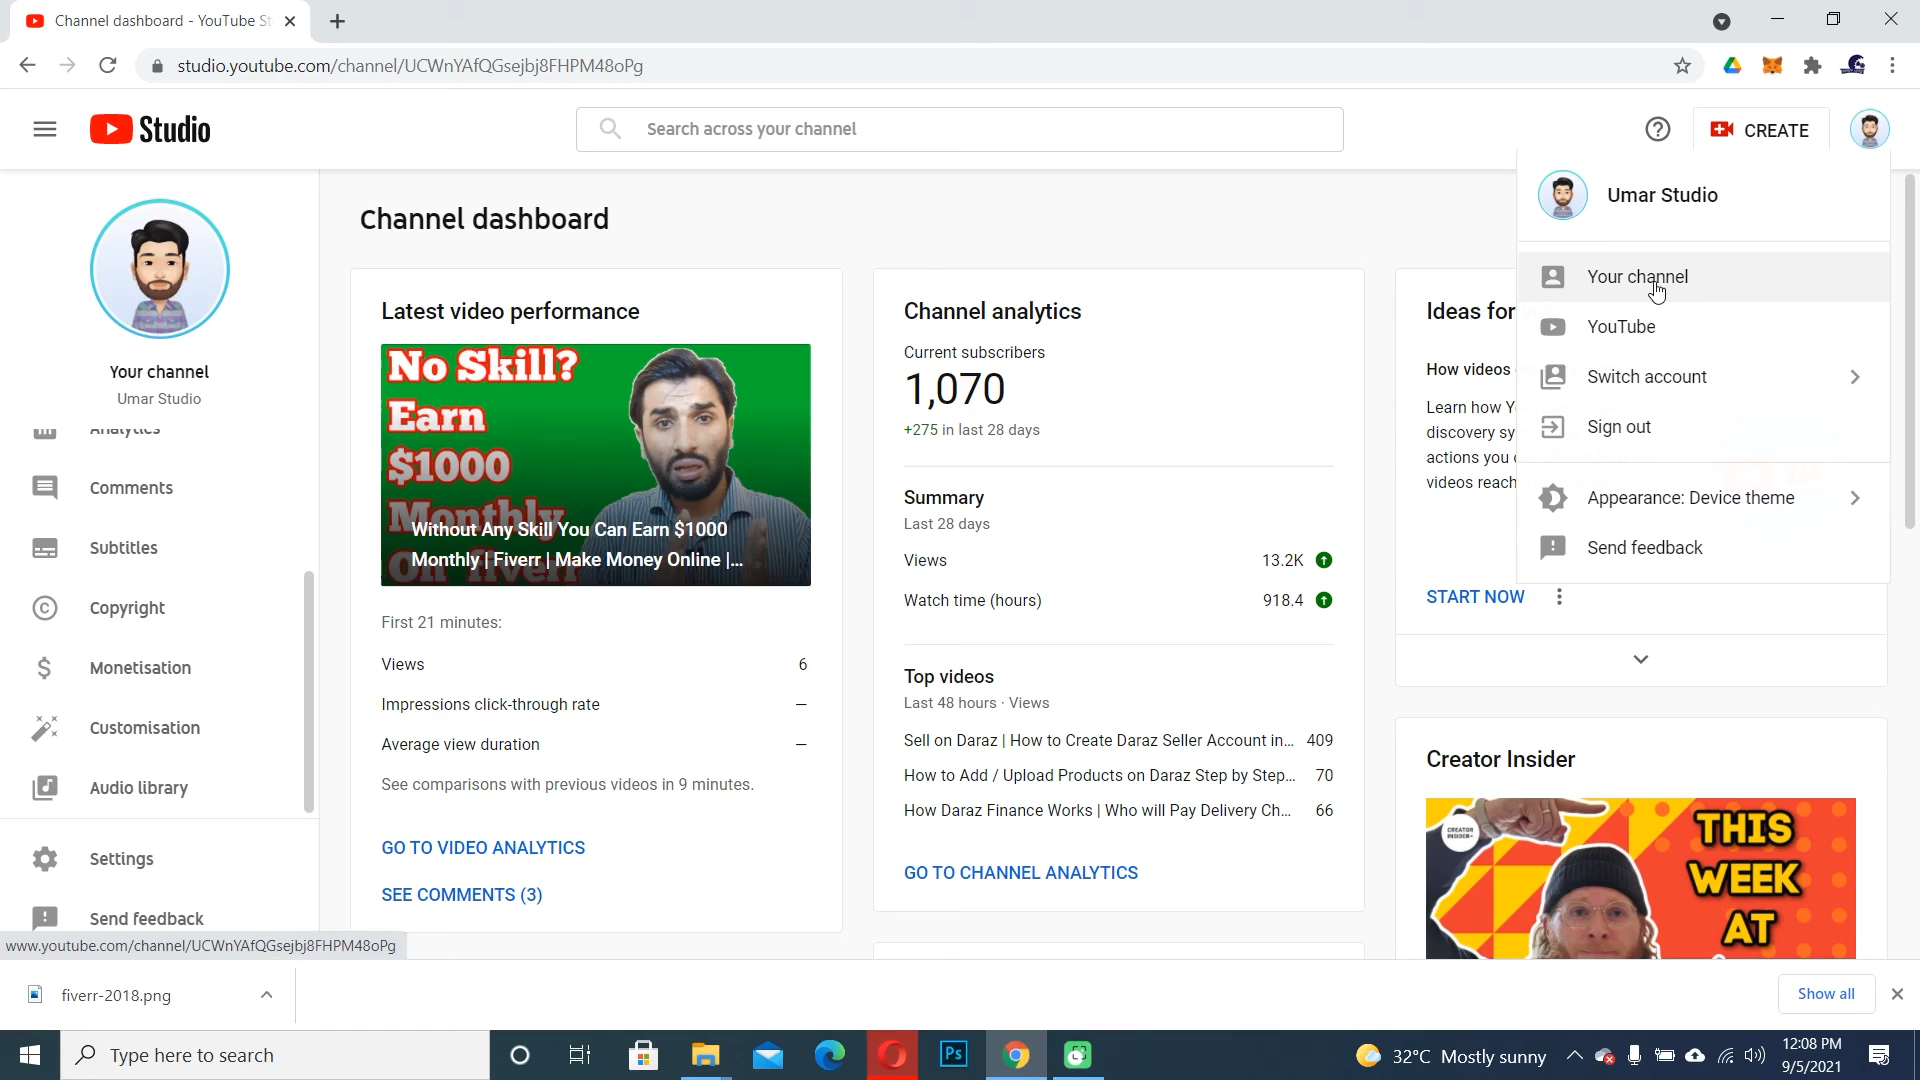 Channel dashboard - YouTube St
studio.youtube.com/channel/UCWnYAfQGsejbj8FHPM48oPg
Studio
Search across your channel
CREATE
Umar Studio
Your channel
YouTube
Switch account
Sign out
Appearance: Device theme
Send feedback
Your channel
Umar Studio
Analytics
Comments
Subtitles
Copyright
Monetisation
Customisation
Audio library
Settings
Send feedback
www.youtube.com/channel/UCWnYAfQGsejbj8FHPM48oPg
Channel dashboard
Latest video performance
No Skill?
Earn
$1000
Monthly
On fiverr
Without Any Skill You Can Earn $1000
Monthly | Fiverr | Make Money Online |...
First 21 minutes:
Views 6
Impressions click-through rate –
Average view duration –
See comparisons with previous videos in 9 minutes.
GO TO VIDEO ANALYTICS
SEE COMMENTS (3)
Channel analytics
Current subscribers
1,070
+275 in last 28 days
Summary
Last 28 days
Views 13.2K
Watch time (hours) 918.4
Top videos
Last 48 hours · Views
Sell on Daraz | How to Create Daraz Seller Account in... 409
How to Add / Upload Products on Daraz Step by Step... 70
How Daraz Finance Works | Who will Pay Delivery Ch... 66
GO TO CHANNEL ANALYTICS
Ideas for
How videos
Learn how Y
discovery sy
actions you
videos reach
START NOW
Creator Insider
CREATOR
INSIDER
THIS
WEEK
AT
fiverr-2018.png
Show all
Type here to search
Ps
32°C Mostly sunny
12:08 PM
9/5/2021